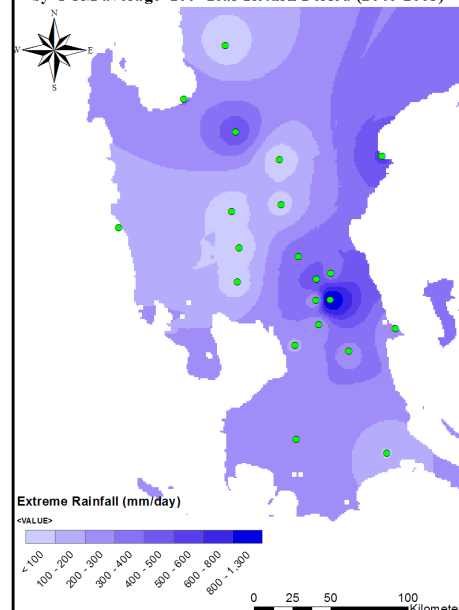 N
W E
S
Extreme Rainfall (mm/day)
<VALUE>
< 100
100 - 200
200 - 300
300 - 400
400 - 500
500 - 600
600 - 800
800 - 1,300
0 25 50 100
Kilome